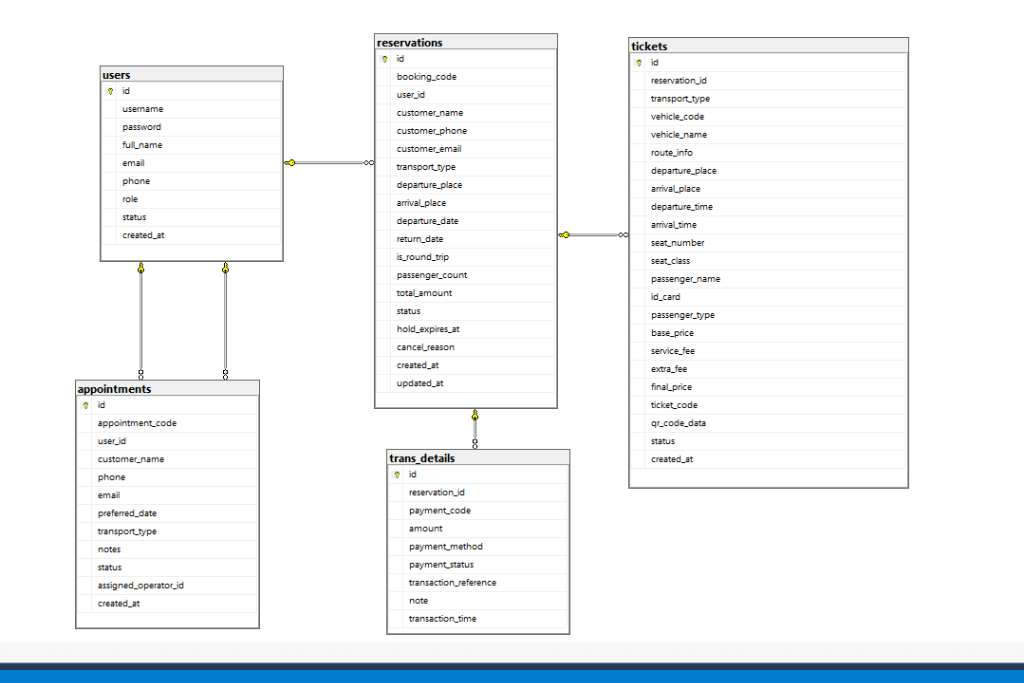 users
id
username
password
full_name
email
phone
role
status
created_at
reservations
id
booking_code
user_id
customer_name
customer_phone
customer_email
transport_type
departure_place
arrival_place
departure_date
return_date
is_round_trip
passenger_count
total_amount
status
hold_expires_at
cancel_reason
created_at
updated_at
tickets
id
reservation_id
transport_type
vehicle_code
vehicle_name
route_info
departure_place
arrival_place
departure_time
arrival_time
seat_number
seat_class
passenger_name
id_card
passenger_type
base_price
service_fee
extra_fee
final_price
ticket_code
qr_code_data
status
created_at
appointments
id
appointment_code
user_id
customer_name
phone
email
preferred_date
transport_type
notes
status
assigned_operator_id
created_at
trans_details
id
reservation_id
payment_code
amount
payment_method
payment_status
transaction_reference
note
transaction_time